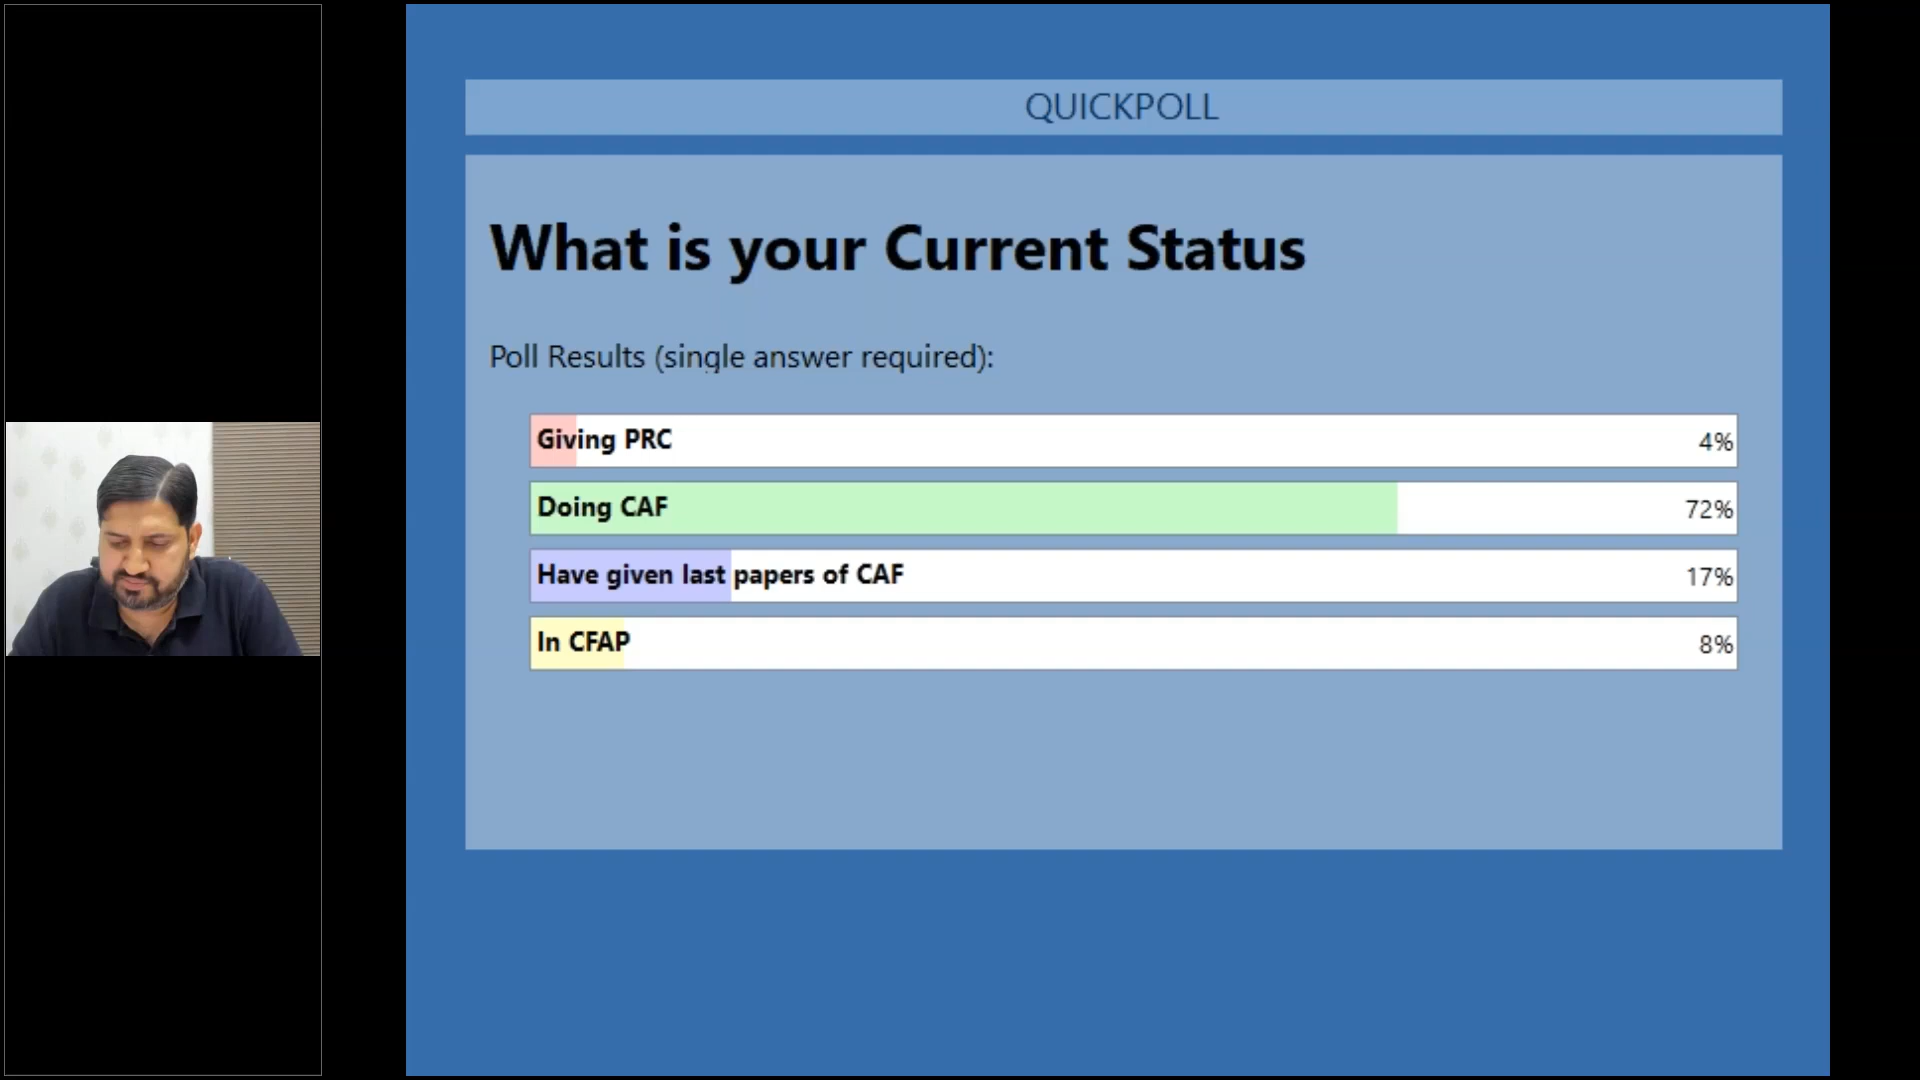 QUICKPOLL
What is your Current Status
Poll Results (single answer required):
Giving PRC 4%
Doing CAF 72%
Have given last papers of CAF 17%
In CFAP 8%